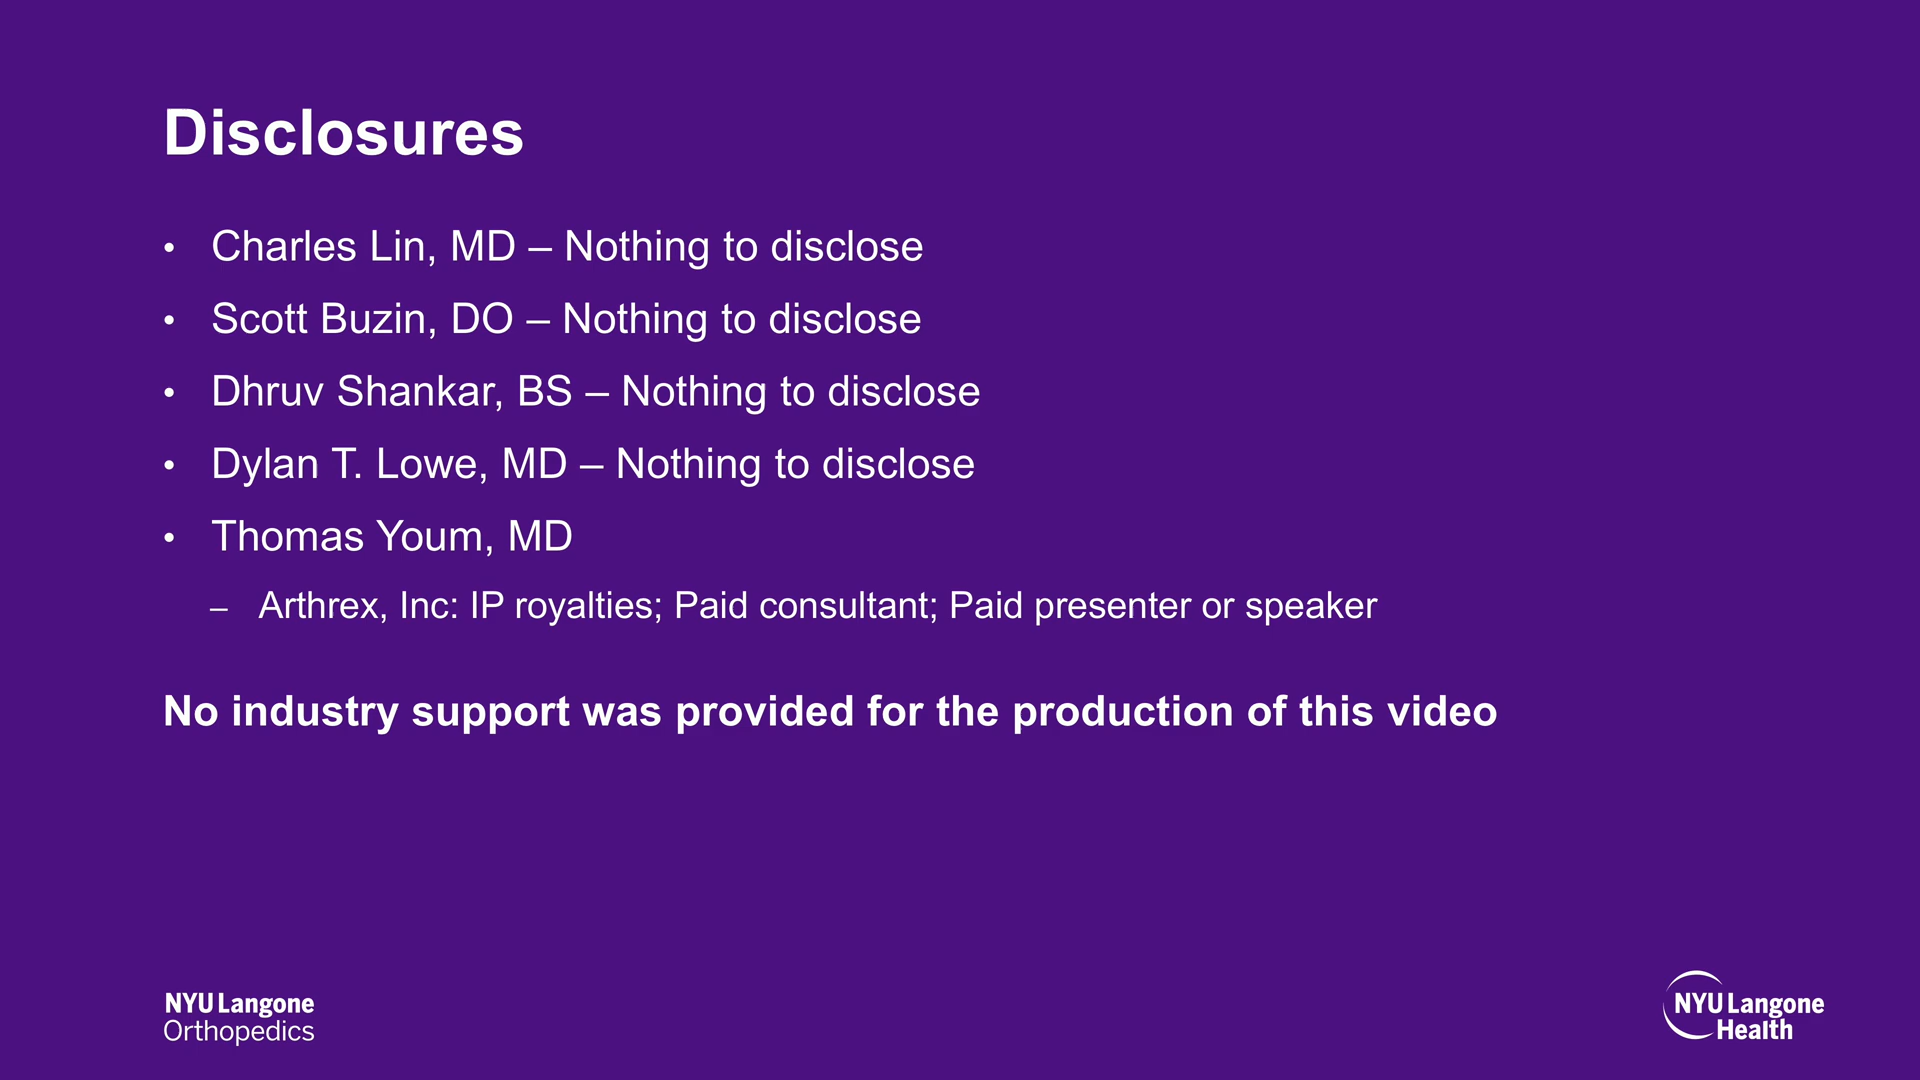 Disclosures
• Charles Lin, MD – Nothing to disclose
• Scott Buzin, DO – Nothing to disclose
• Dhruv Shankar, BS – Nothing to disclose
• Dylan T. Lowe, MD – Nothing to disclose
• Thomas Youm, MD
– Arthrex, Inc: IP royalties; Paid consultant; Paid presenter or speaker
No industry support was provided for the production of this video
NYU Langone
Orthopedics
NYU Langone
Health